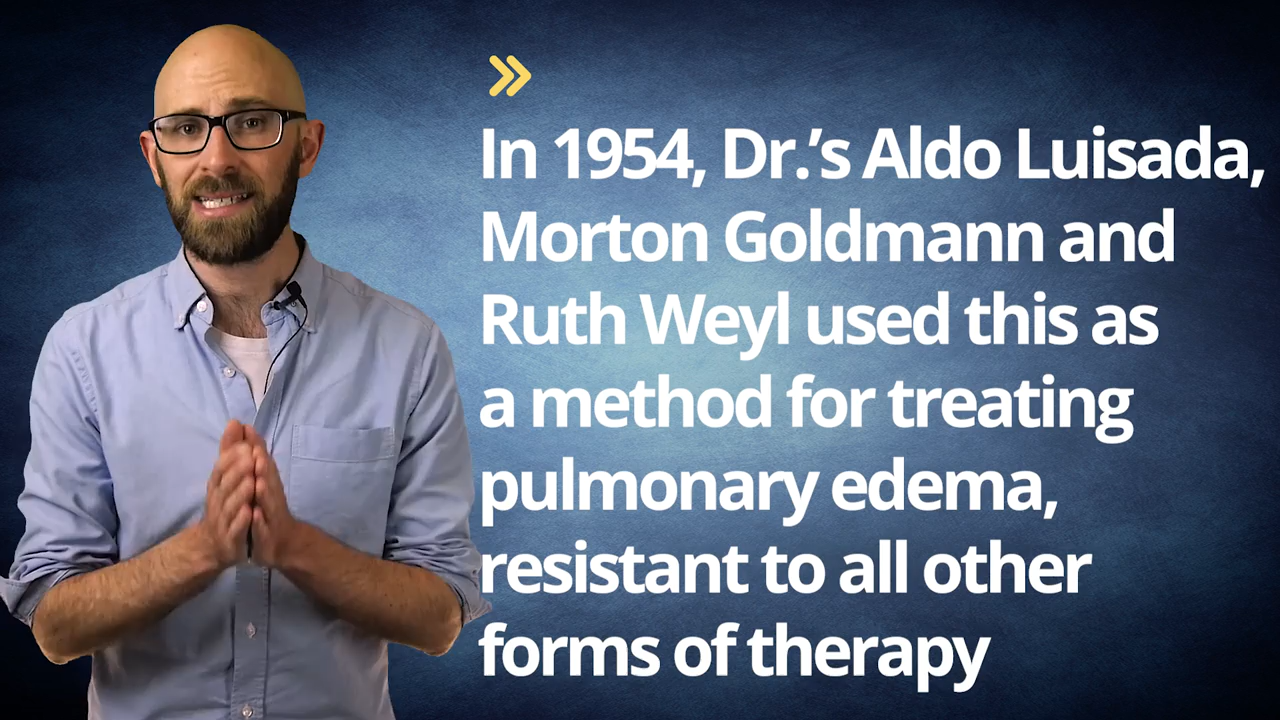 In 1954, Dr.’s Aldo Luisada,
Morton Goldmann and
Ruth Weyl used this as
a method for treating
pulmonary edema,
resistant to all other
forms of therapy